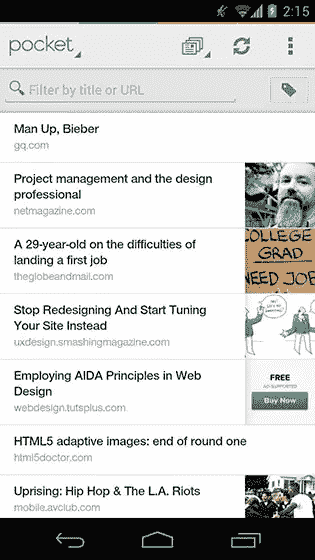 2:15
pocket
Filter by title or URL
Man Up, Bieber
gq.com
Project management and the design
professional
netmagazine.com
A 29-year-old on the difficulties of
landing a first job
theglobeandmail.com
COLLEGE
GRAD
NEED JOB
Stop Redesigning And Start Tuning
Your Site Instead
uxdesign.smashingmagazine.com
Employing AIDA Principles in Web
Design
webdesign.tutsplus.com
FREE
AD-SUPPORTED
Buy Now
HTML5 adaptive images: end of round one
html5doctor.com
Uprising: Hip Hop & The L.A. Riots
mobile.avclub.com